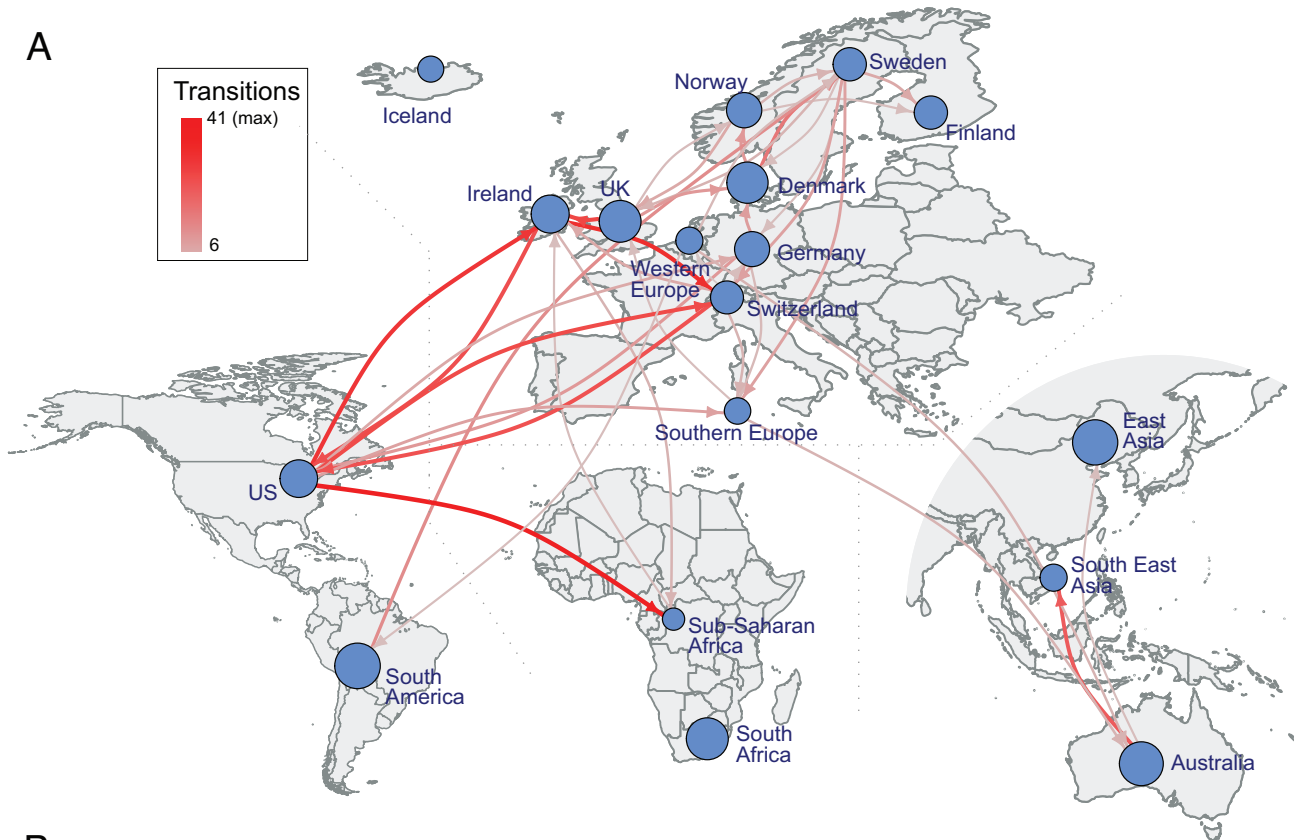 A
Transitions
41 (max)
6
Iceland
Norway
Sweden
Finland
Ireland
UK
Denmark
Western
Europe
Germany
Switzerland
Southern Europe
US
East
Asia
South East
Asia
Sub-Saharan
Africa
South
America
South
Africa
Australia